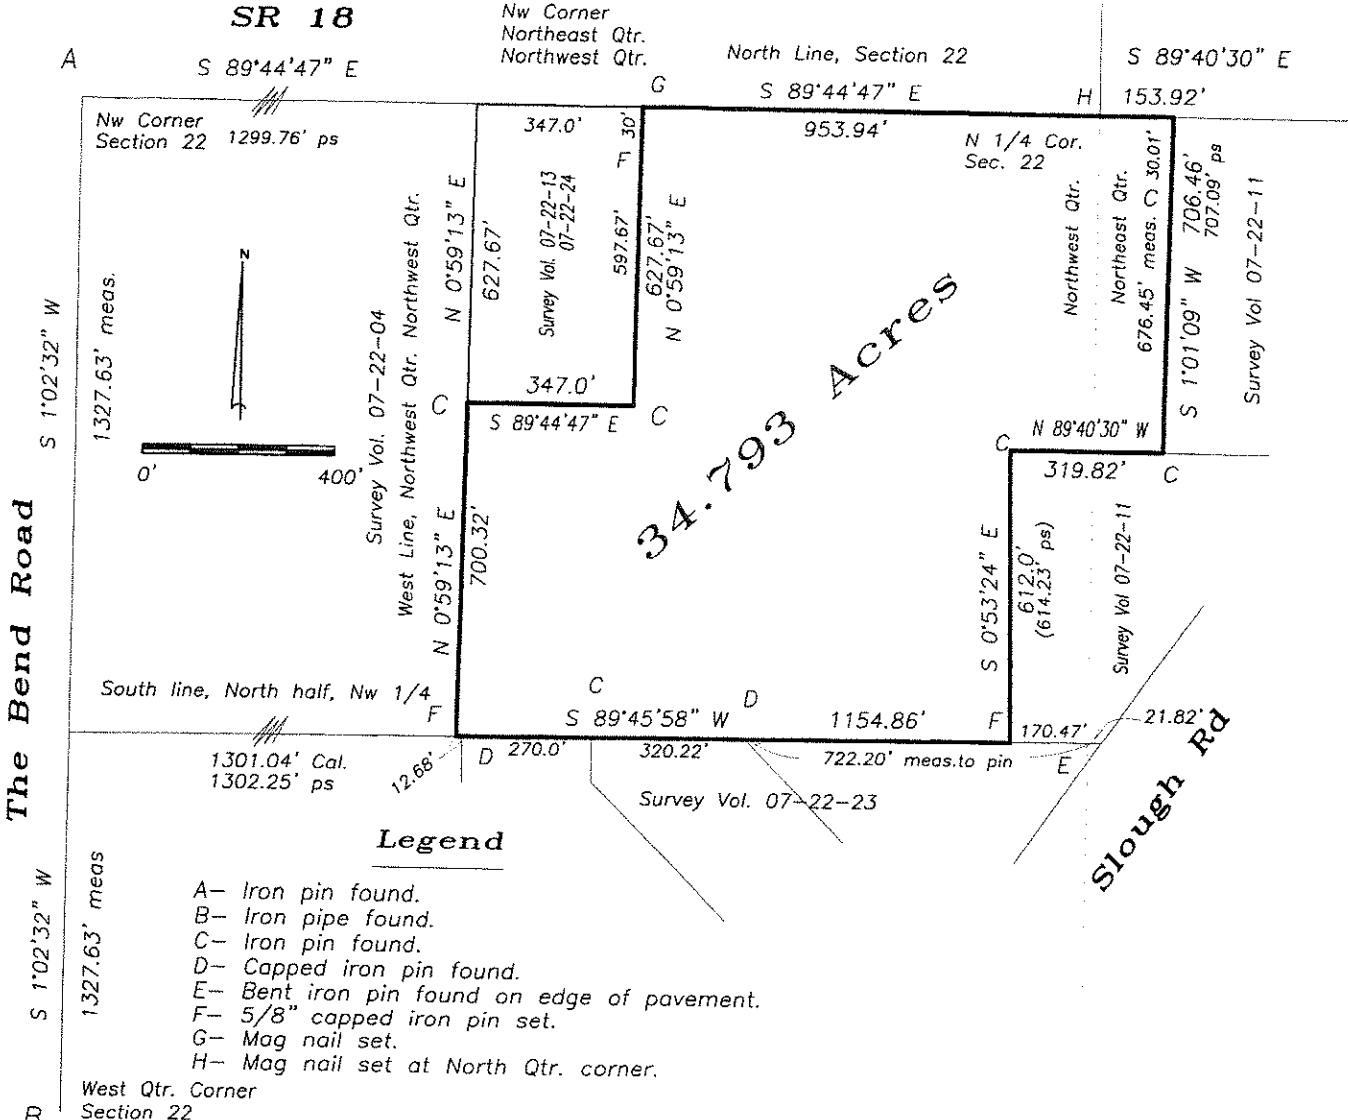 SR 18
Nw Corner
Northeast Qtr.
Northwest Qtr.
North Line, Section 22
S 89°40'30" E
A
S 89°44'47" E
G
S 89°44'47" E
H
153.92'
Nw Corner
Section 22
1299.76' ps
347.0'
30'
F
953.94'
N 1/4 Cor.
Sec. 22
N 0°59'13" E
627.67'
Survey Vol. 07-22-13
07-22-24
597.67'
627.67'
N 0°59'13" E
Northwest Qtr.
Northeast Qtr.
676.45' meas. C 30.01'
S 1°01'09" W 706.46'
707.09' ps
Survey Vol 07-22-11
N
S 1°02'32" W
1327.63' meas.
0'
400'
Survey Vol. 07-22-04
West Line, Northwest Qtr. Northwest Qtr.
347.0'
C
S 89°44'47" E
C
34.793 Acres
N 89°40'30" W
C
319.82'
C
N 0°59'13" E
700.32'
S 0°53'24" E
612.0'
(614.23' ps)
Survey Vol 07-22-11
The Bend Road
South line, North half, Nw 1/4
F
C
D
S 89°45'58" W
1154.86'
F
170.47'
21.82'
1301.04' Cal.
1302.25' ps
12.68'
D
270.0'
320.22'
722.20' meas.to pin
E
Survey Vol. 07-22-23
Slough Rd
Legend
S 1°02'32" W
1327.63' meas
A- Iron pin found.
B- Iron pipe found.
C- Iron pin found.
D- Capped iron pin found.
E- Bent iron pin found on edge of pavement.
F- 5/8" capped iron pin set.
G- Mag nail set.
H- Mag nail set at North Qtr. corner.
West Qtr. Corner
Section 22
B